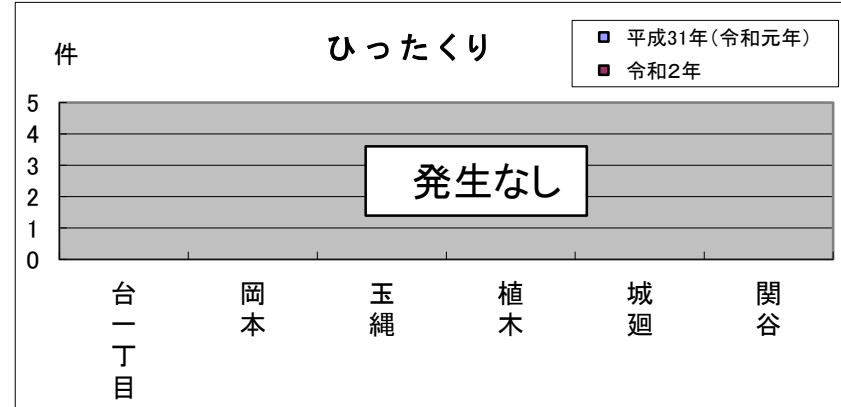 ひったくり
件
平成31年(令和元年)
令和2年
5
4
3
2
1
0
発生なし
台一丁目
岡本
玉縄
植木
城廻
関谷